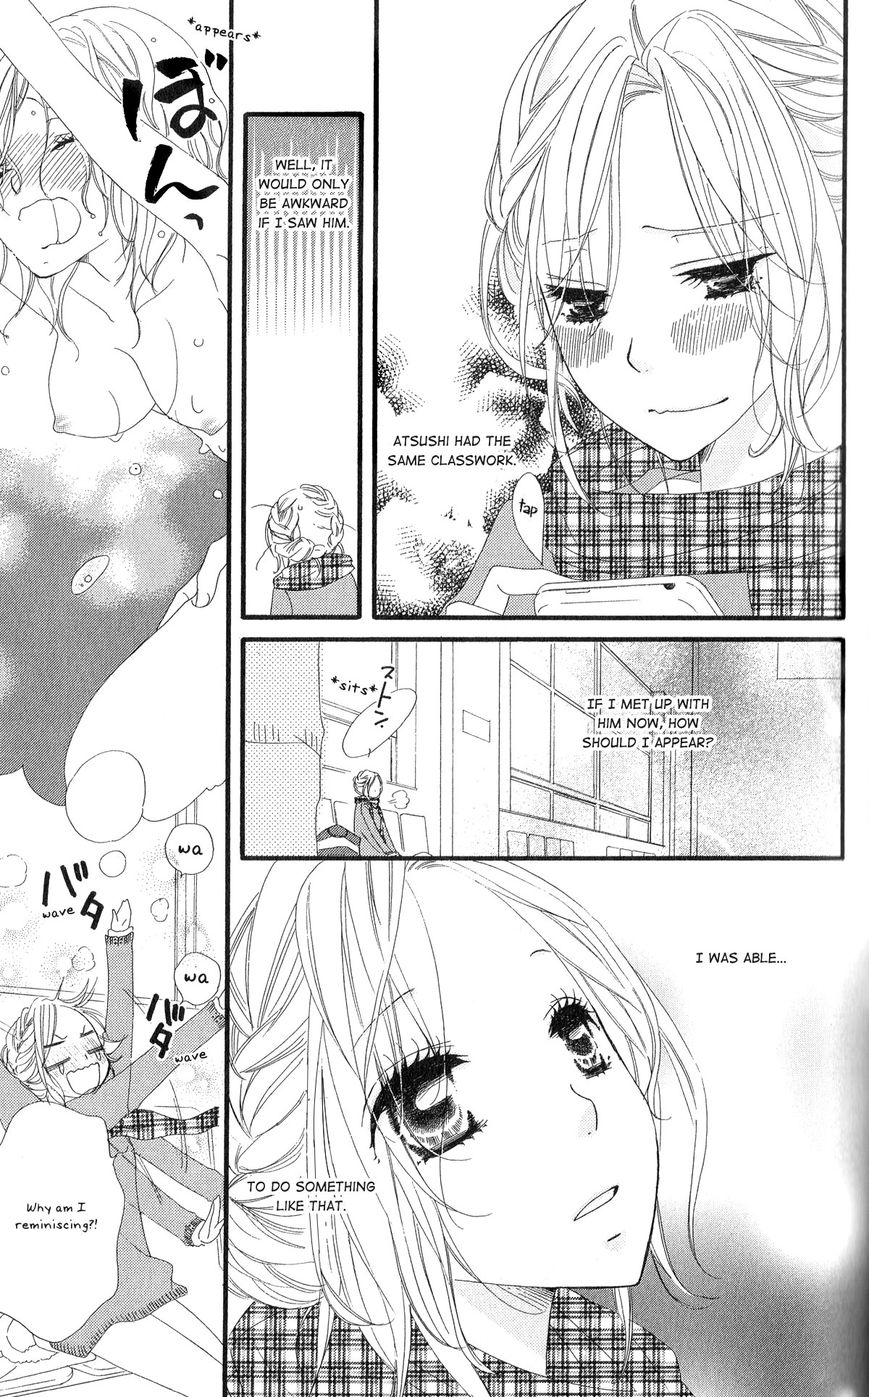 ATSUSHI HAD THE
SAME CLASSWORK.
tap
WELL, IT
WOULD ONLY
BE AWKWARD
IF I SAW HIM.
IF I MET UP WITH
HIM NOW, HOW
SHOULD I APPEAR?
*sits*
ストン
I WAS ABLE...
TO DO SOMETHING
LIKE THAT.
*appears*
ぼん、
wa
バタ
wave
wa
バタ
wave
Why am I
reminiscing?!